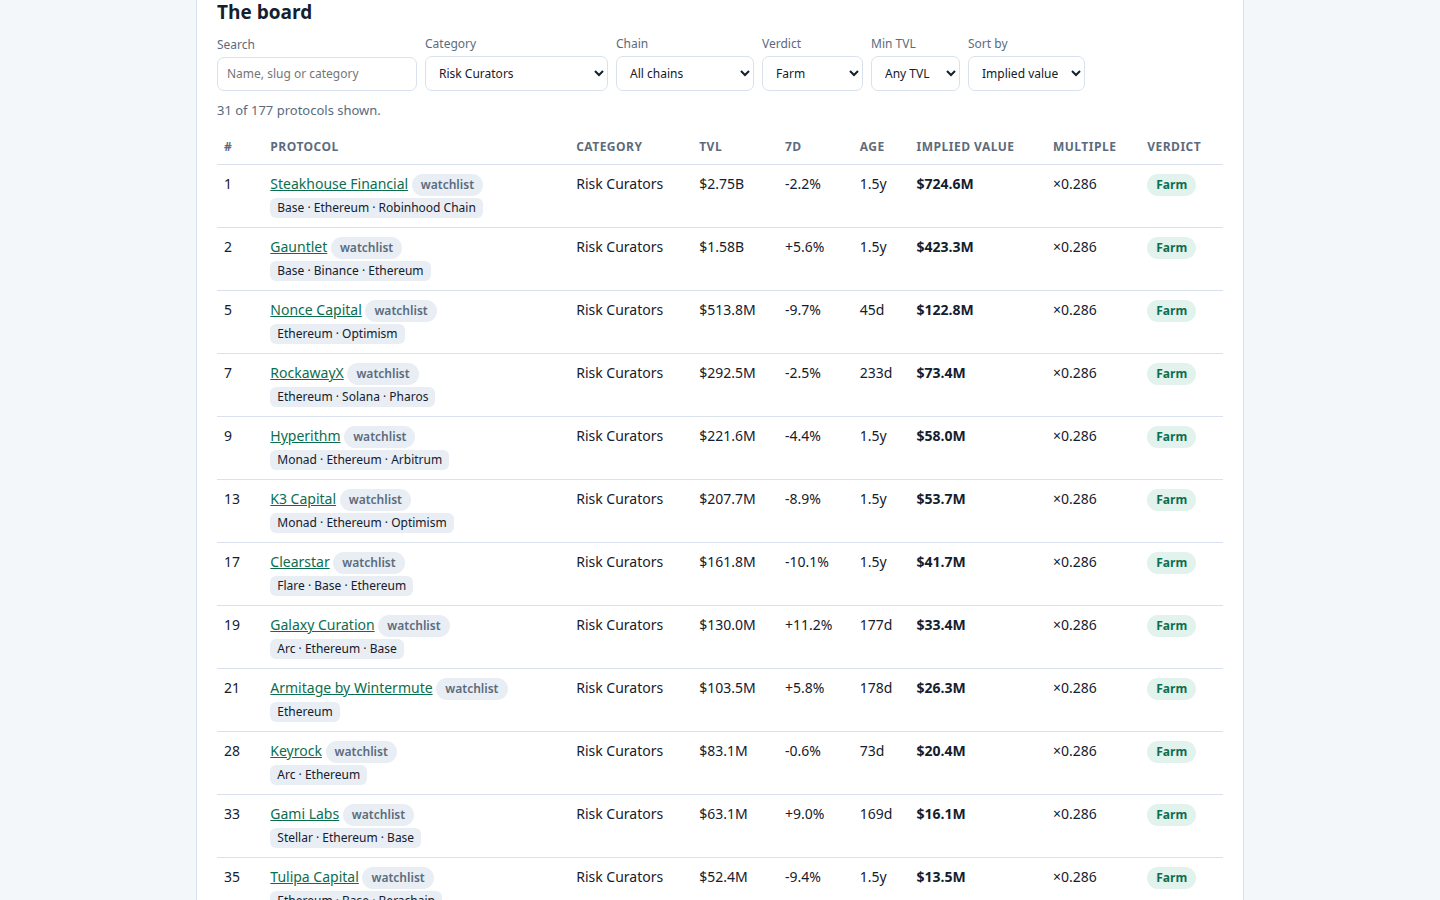 The board
Search Category Chain Verdict Min TVL Sort by
Name, slug or category Risk Curators All chains Farm Any TVL Implied value
31 of 177 protocols shown.
# PROTOCOL CATEGORY TVL 7D AGE IMPLIED VALUE MULTIPLE VERDICT
1 Steakhouse Financial watchlist Risk Curators $2.75B -2.2% 1.5y $724.6M ×0.286 Farm
Base · Ethereum · Robinhood Chain
2 Gauntlet watchlist Risk Curators $1.58B +5.6% 1.5y $423.3M ×0.286 Farm
Base · Binance · Ethereum
5 Nonce Capital watchlist Risk Curators $513.8M -9.7% 45d $122.8M ×0.286 Farm
Ethereum · Optimism
7 RockawayX watchlist Risk Curators $292.5M -2.5% 233d $73.4M ×0.286 Farm
Ethereum · Solana · Pharos
9 Hyperithm watchlist Risk Curators $221.6M -4.4% 1.5y $58.0M ×0.286 Farm
Monad · Ethereum · Arbitrum
13 K3 Capital watchlist Risk Curators $207.7M -8.9% 1.5y $53.7M ×0.286 Farm
Monad · Ethereum · Optimism
17 Clearstar watchlist Risk Curators $161.8M -10.1% 1.5y $41.7M ×0.286 Farm
Flare · Base · Ethereum
19 Galaxy Curation watchlist Risk Curators $130.0M +11.2% 177d $33.4M ×0.286 Farm
Arc · Ethereum · Base
21 Armitage by Wintermute watchlist Risk Curators $103.5M +5.8% 178d $26.3M ×0.286 Farm
Ethereum
28 Keyrock watchlist Risk Curators $83.1M -0.6% 73d $20.4M ×0.286 Farm
Arc · Ethereum
33 Gami Labs watchlist Risk Curators $63.1M +9.0% 169d $16.1M ×0.286 Farm
Stellar · Ethereum · Base
35 Tulipa Capital watchlist Risk Curators $52.4M -9.4% 1.5y $13.5M ×0.286 Farm
Ethereum · Base · Berachain